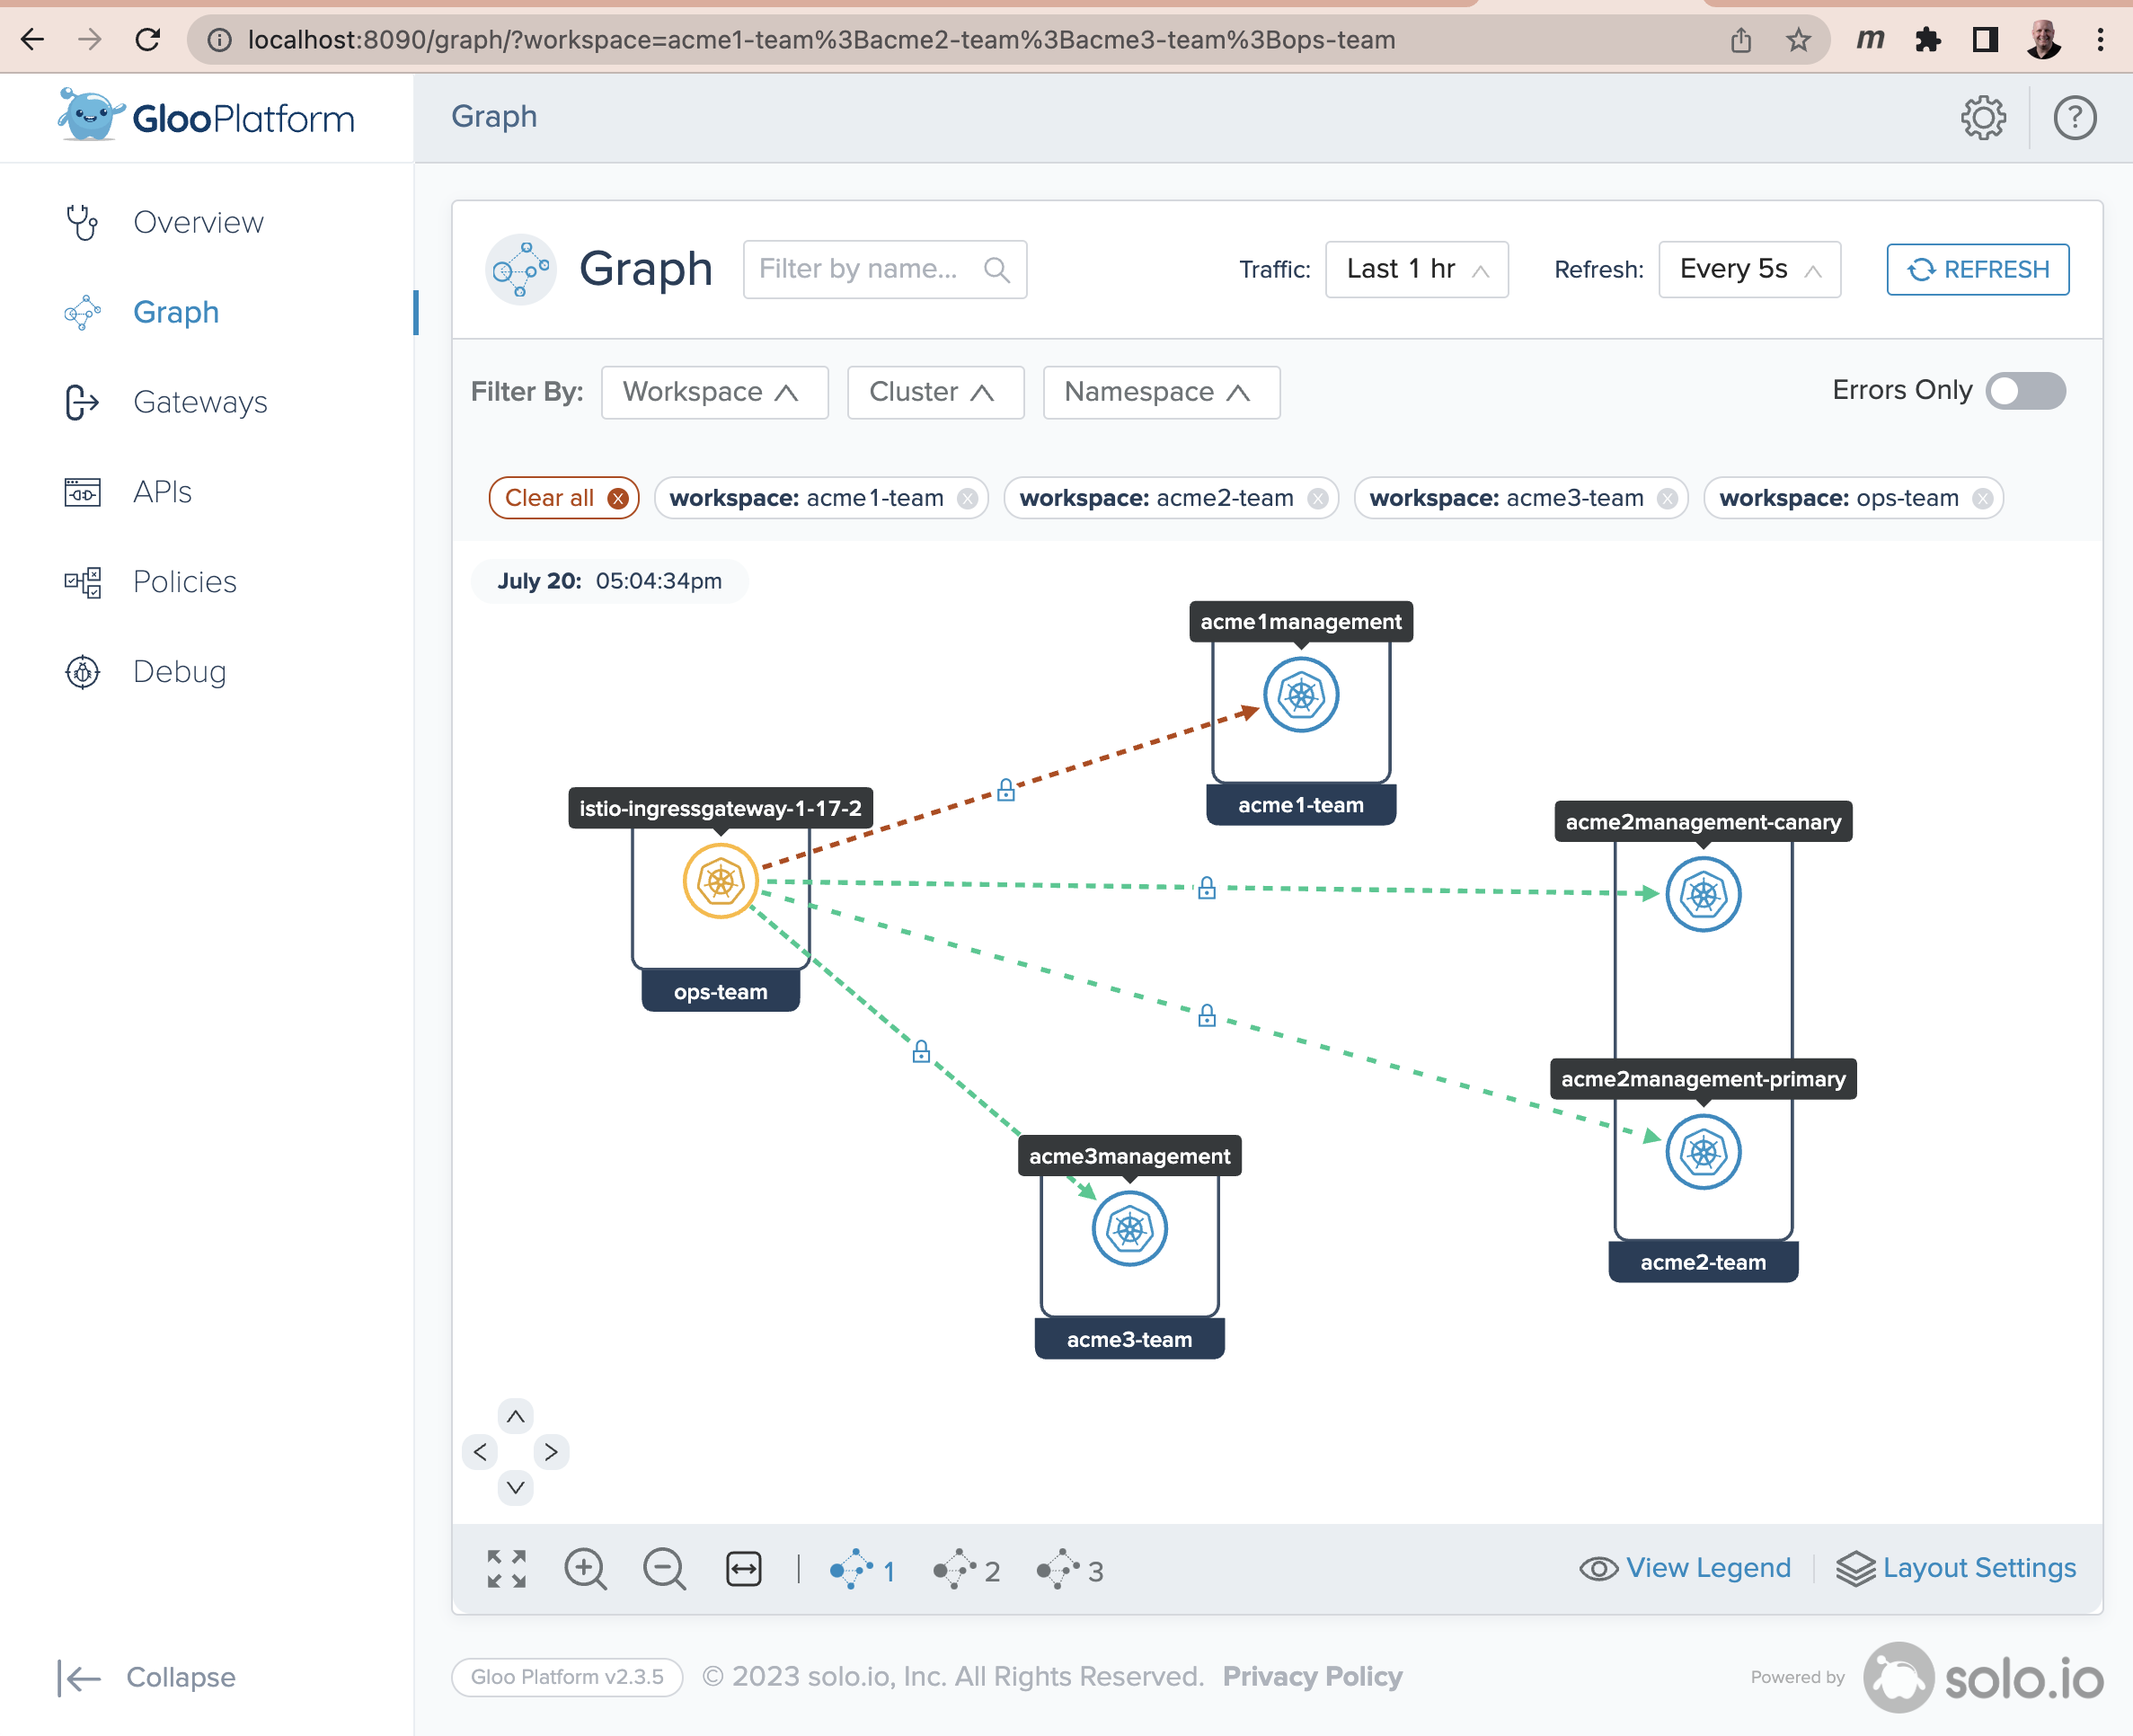 localhost:8090/graph/?workspace=acme1-team%3Bacme2-team%3Bacme3-team%3Bops-team
m
Gloo Platform
Graph
?
Overview
Graph
Gateways
APIs
Policies
Debug
Graph
Filter by name...
Traffic:
Last 1 hr
Refresh:
Every 5s
REFRESH
Filter By:
Workspace
Cluster
Namespace
Errors Only
Clear all
workspace: acme1-team
workspace: acme2-team
workspace: acme3-team
workspace: ops-team
July 20: 05:04:34pm
acme1management
acme1-team
istio-ingressgateway-1-17-2
ops-team
acme2management-canary
acme2management-primary
acme2-team
acme3management
acme3-team
1
2
3
View Legend
Layout Settings
Collapse
Gloo Platform v2.3.5
© 2023 solo.io, Inc. All Rights Reserved.
Privacy Policy
Powered by
solo.io